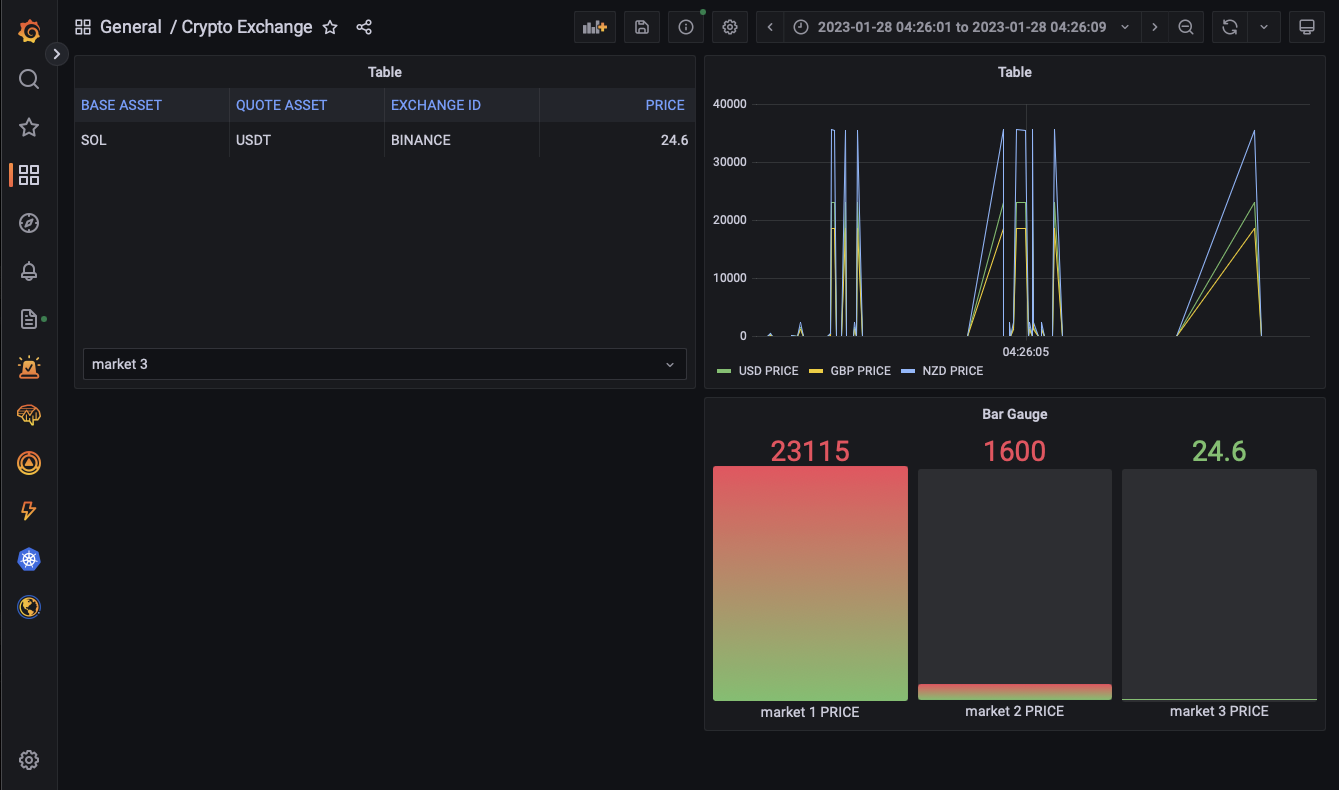 General / Crypto Exchange
2023-01-28 04:26:01 to 2023-01-28 04:26:09
Table
BASE ASSET QUOTE ASSET EXCHANGE ID PRICE
SOL USDT BINANCE 24.6
market 3
Table
40000
30000
20000
10000
0
04:26:05
USD PRICE GBP PRICE NZD PRICE
Bar Gauge
23115 1600 24.6
market 1 PRICE market 2 PRICE market 3 PRICE